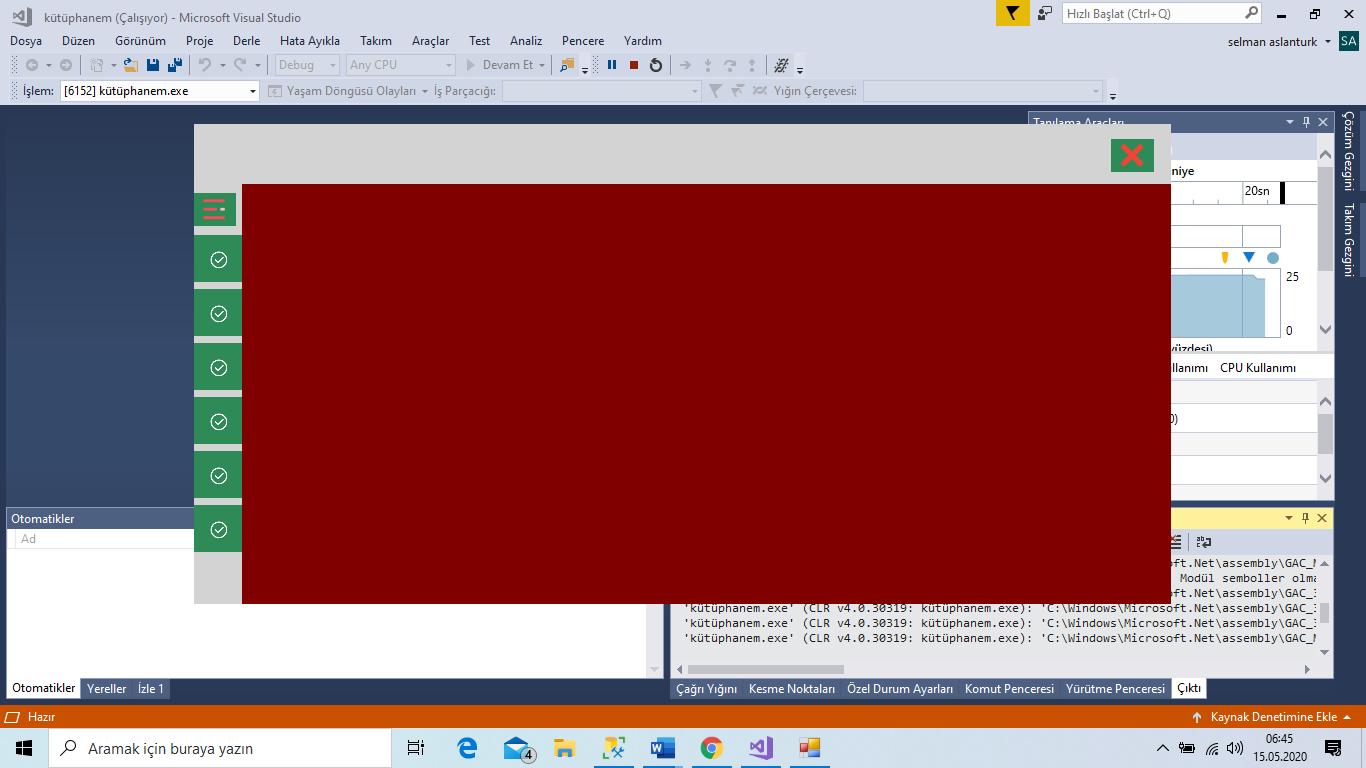 kütüphanem (Çalışıyor) - Microsoft Visual Studio
Hızlı Başlat (Ctrl+Q)
Dosya Düzen Görünüm Proje Derle Hata Ayıkla Takım Araçlar Test Analiz Pencere Yardım
selman aslanturk SA
Debug Any CPU Devam Et
İşlem: [6152] kütüphanem.exe Yaşam Döngüsü Olayları İş Parçacığı: Yığın Çerçevesi:
Tanılama Araçları
niye
20sn
25
0
yüzdesi)
llanımı CPU Kullanımı
0)
Çözüm Gezgini
Takım Gezgini
Otomatikler
Ad
oft.Net\assembly\GAC_M
Modül semboller olma
oft.Net\assembly\GAC_3
'kütüphanem.exe' (CLR v4.0.30319: kütüphanem.exe): 'C:\Windows\Microsoft.Net\assembly\GAC_3
'kütüphanem.exe' (CLR v4.0.30319: kütüphanem.exe): 'C:\Windows\Microsoft.Net\assembly\GAC_3
'kütüphanem.exe' (CLR v4.0.30319: kütüphanem.exe): 'C:\Windows\Microsoft.Net\assembly\GAC_M
Otomatikler Yereller İzle 1
Çağrı Yığını Kesme Noktaları Özel Durum Ayarları Komut Penceresi Yürütme Penceresi Çıktı
Hazır
Kaynak Denetimine Ekle
Aramak için buraya yazın
4
06:45
15.05.2020